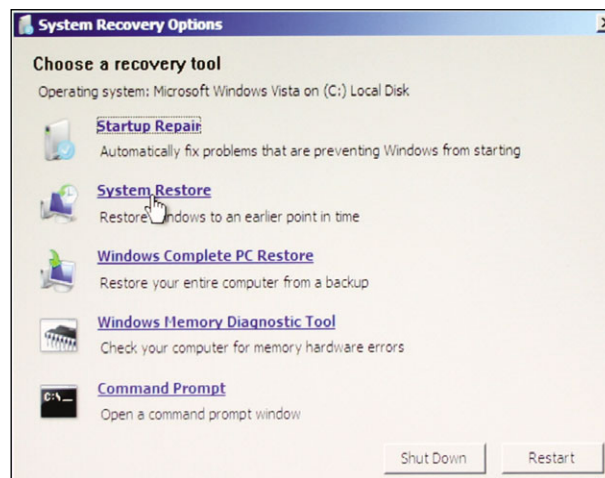 System Recovery Options
Choose a recovery tool
Operating system: Microsoft Windows Vista on (C:) Local Disk
Startup Repair
Automatically fix problems that are preventing Windows from starting
System Restore
Restore Windows to an earlier point in time
Windows Complete PC Restore
Restore your entire computer from a backup
Windows Memory Diagnostic Tool
Check your computer for memory hardware errors
C:\_
Command Prompt
Open a command prompt window
Shut Down
Restart